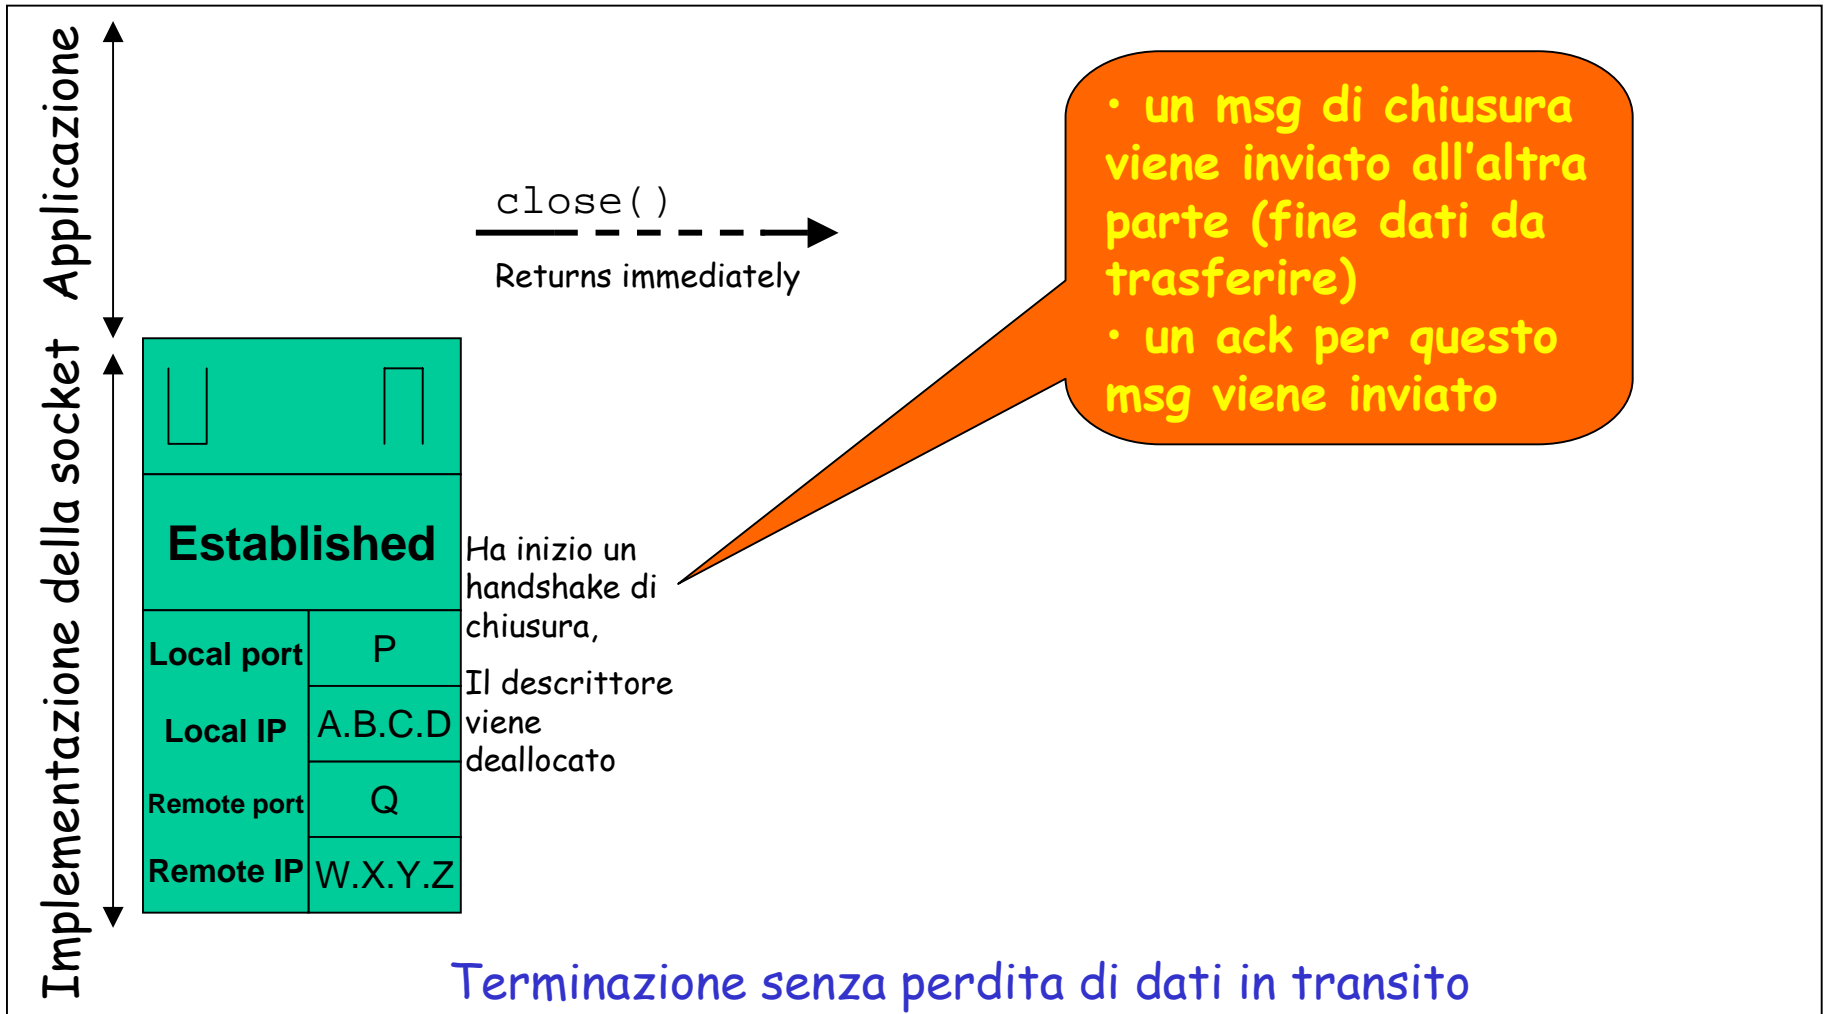 Applicazione
Implementazione della socket
close()
Returns immediately
• un msg di chiusura
viene inviato all'altra
parte (fine dati da
trasferire)
• un ack per questo
msg viene inviato
Established
Local port P
Local IP A.B.C.D
Remote port Q
Remote IP W.X.Y.Z
Ha inizio un
handshake di
chiusura,
Il descrittore
viene
deallocato
Terminazione senza perdita di dati in transito